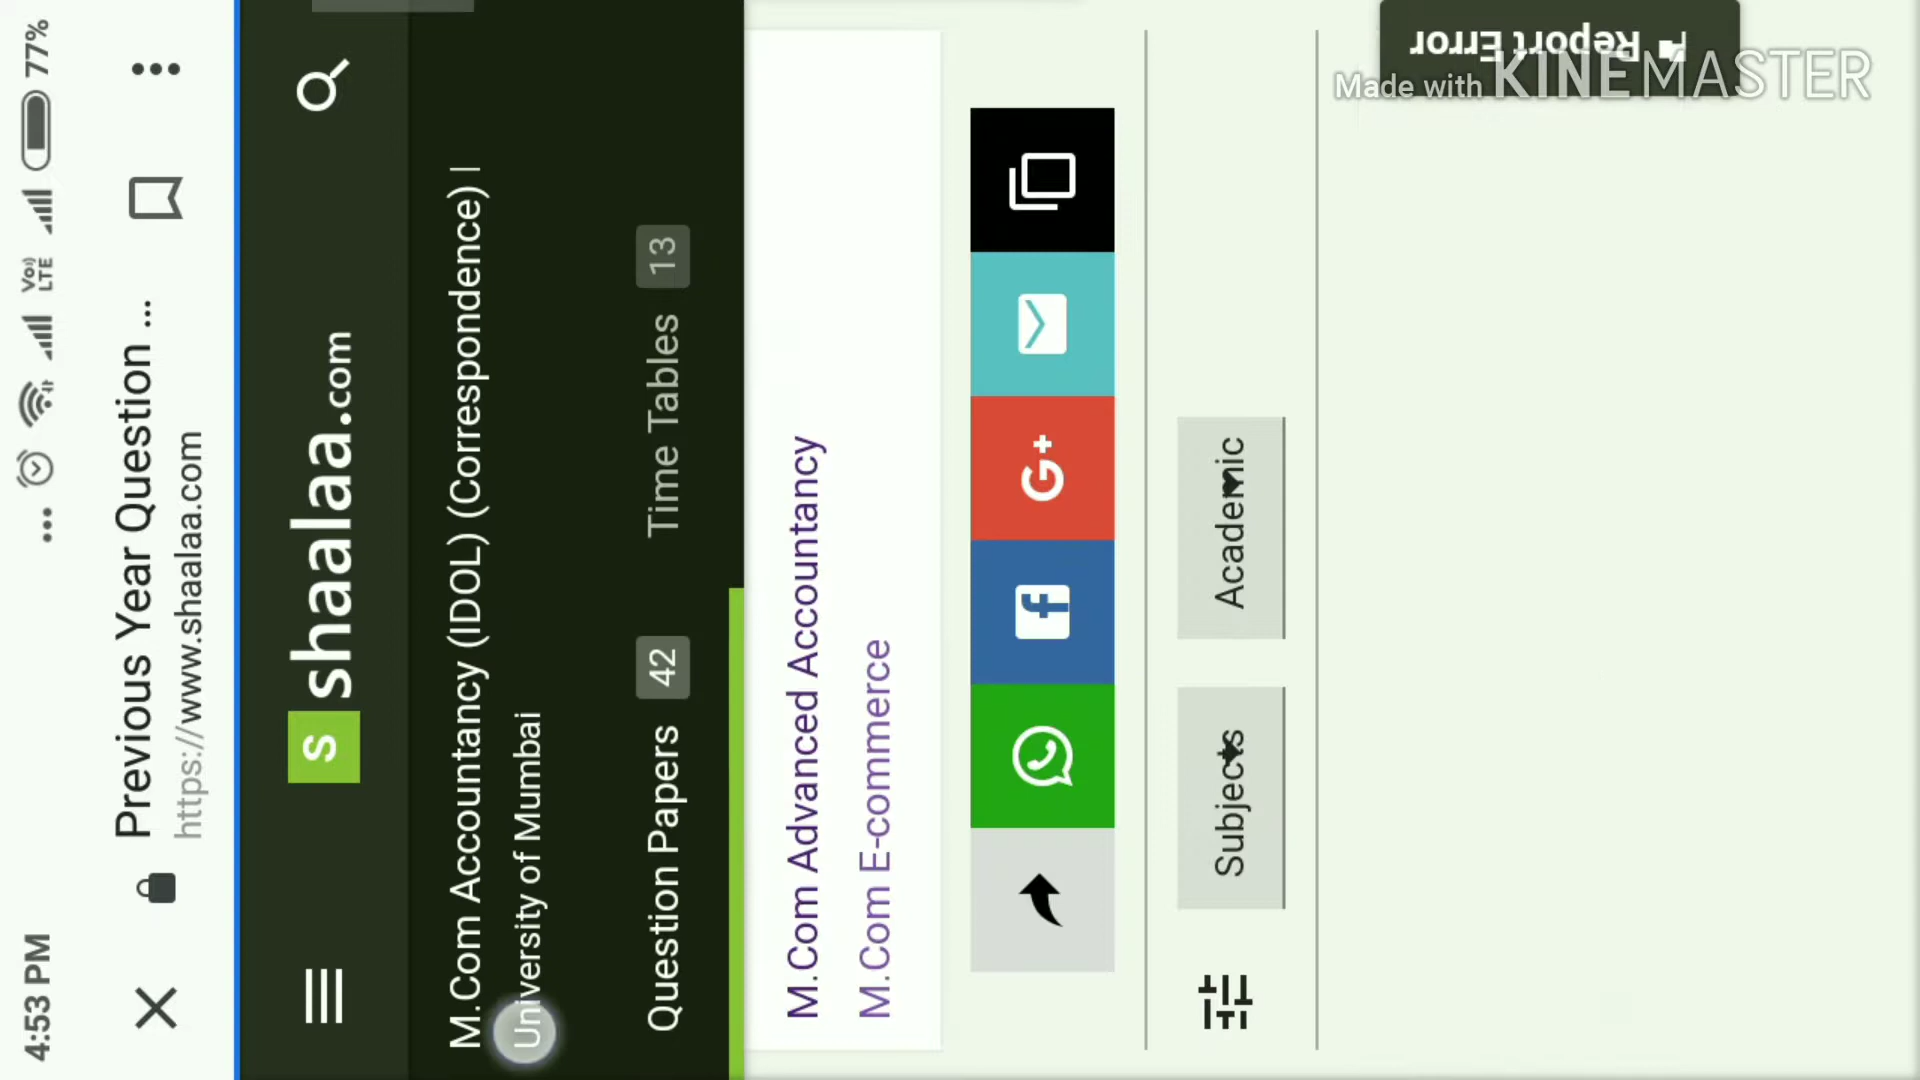 4:53 PM
77%
Vo))
LTE
Previous Year Question ...
https://www.shaalaa.com
s shaalaa.com
M.Com Accountancy (IDOL) (Correspondence) |
University of Mumbai
Question Papers 42
Time Tables 13
M.Com Advanced Accountancy
M.Com E-commerce
G+
f
Subjects
Academic
Report Error
Made with KINEMASTER